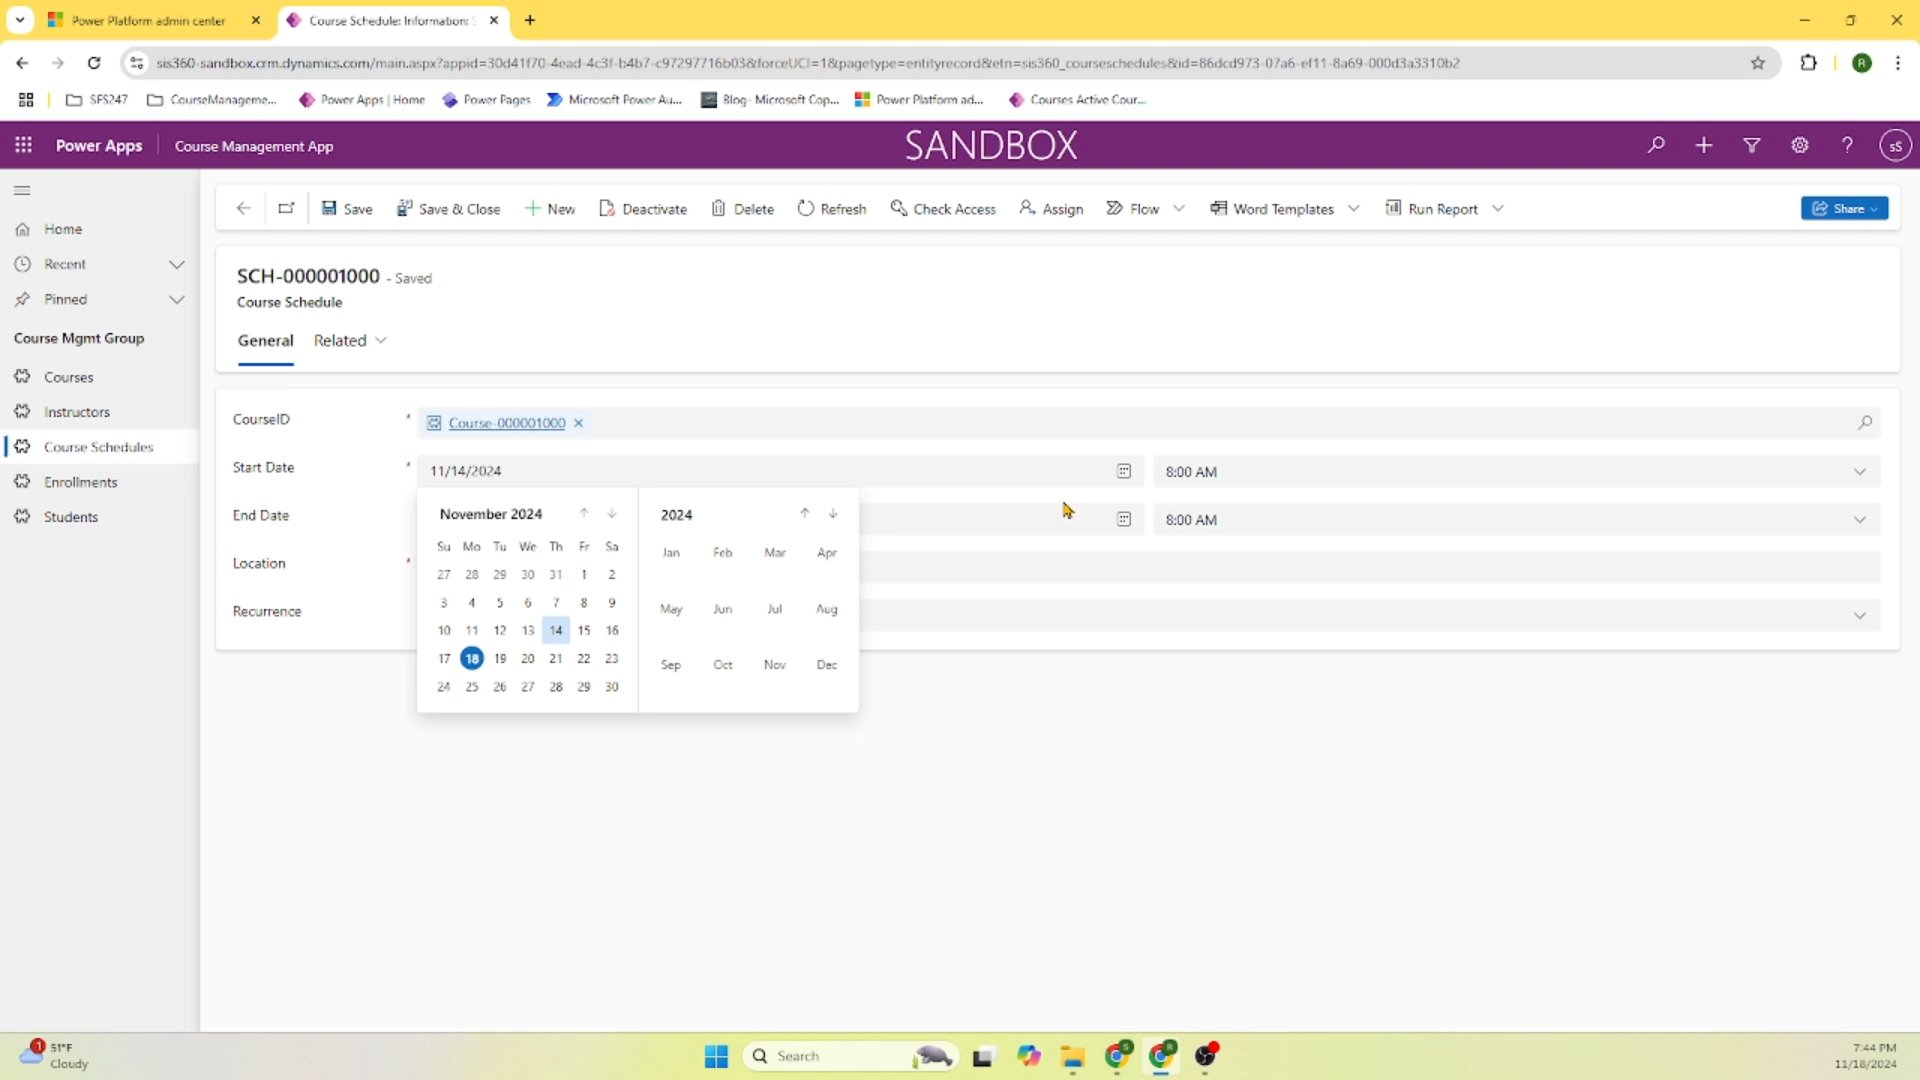 Power Platform admin center
Course Schedule: Information:
sis360-sandbox.crm.dynamics.com/main.aspx?appid=30d41f70-4ead-4c3f-b4b7-c97297716b03&forceUCI=1&pagetype=entityrecord&etn=sis360_courseschedules&id=86dcd973-07a6-ef11-8a69-000d3a3310b2
R
SFS247
CourseManageme...
Power Apps | Home
Power Pages
Microsoft Power Au...
Blog- Microsoft Cop...
Power Platform ad...
Courses Active Cour...
Power Apps
Course Management App
SANDBOX
sS
Save
Save & Close
New
Deactivate
Delete
Refresh
Check Access
Assign
Flow
Word Templates
Run Report
Share
Home
Recent
Pinned
Course Mgmt Group
Courses
Instructors
Course Schedules
Enrollments
Students
SCH-000001000 - Saved
Course Schedule
General
Related
CourseID * Course-000001000
Start Date * 11/14/2024 8:00 AM
End Date 8:00 AM
Location *
Recurrence
November 2024
Su Mo Tu We Th Fr Sa
27 28 29 30 31 1 2
3 4 5 6 7 8 9
10 11 12 13 14 15 16
17 18 19 20 21 22 23
24 25 26 27 28 29 30
2024
Jan Feb Mar Apr
May Jun Jul Aug
Sep Oct Nov Dec
1
51°F
Cloudy
Search
S
R
7:44 PM
11/18/2024